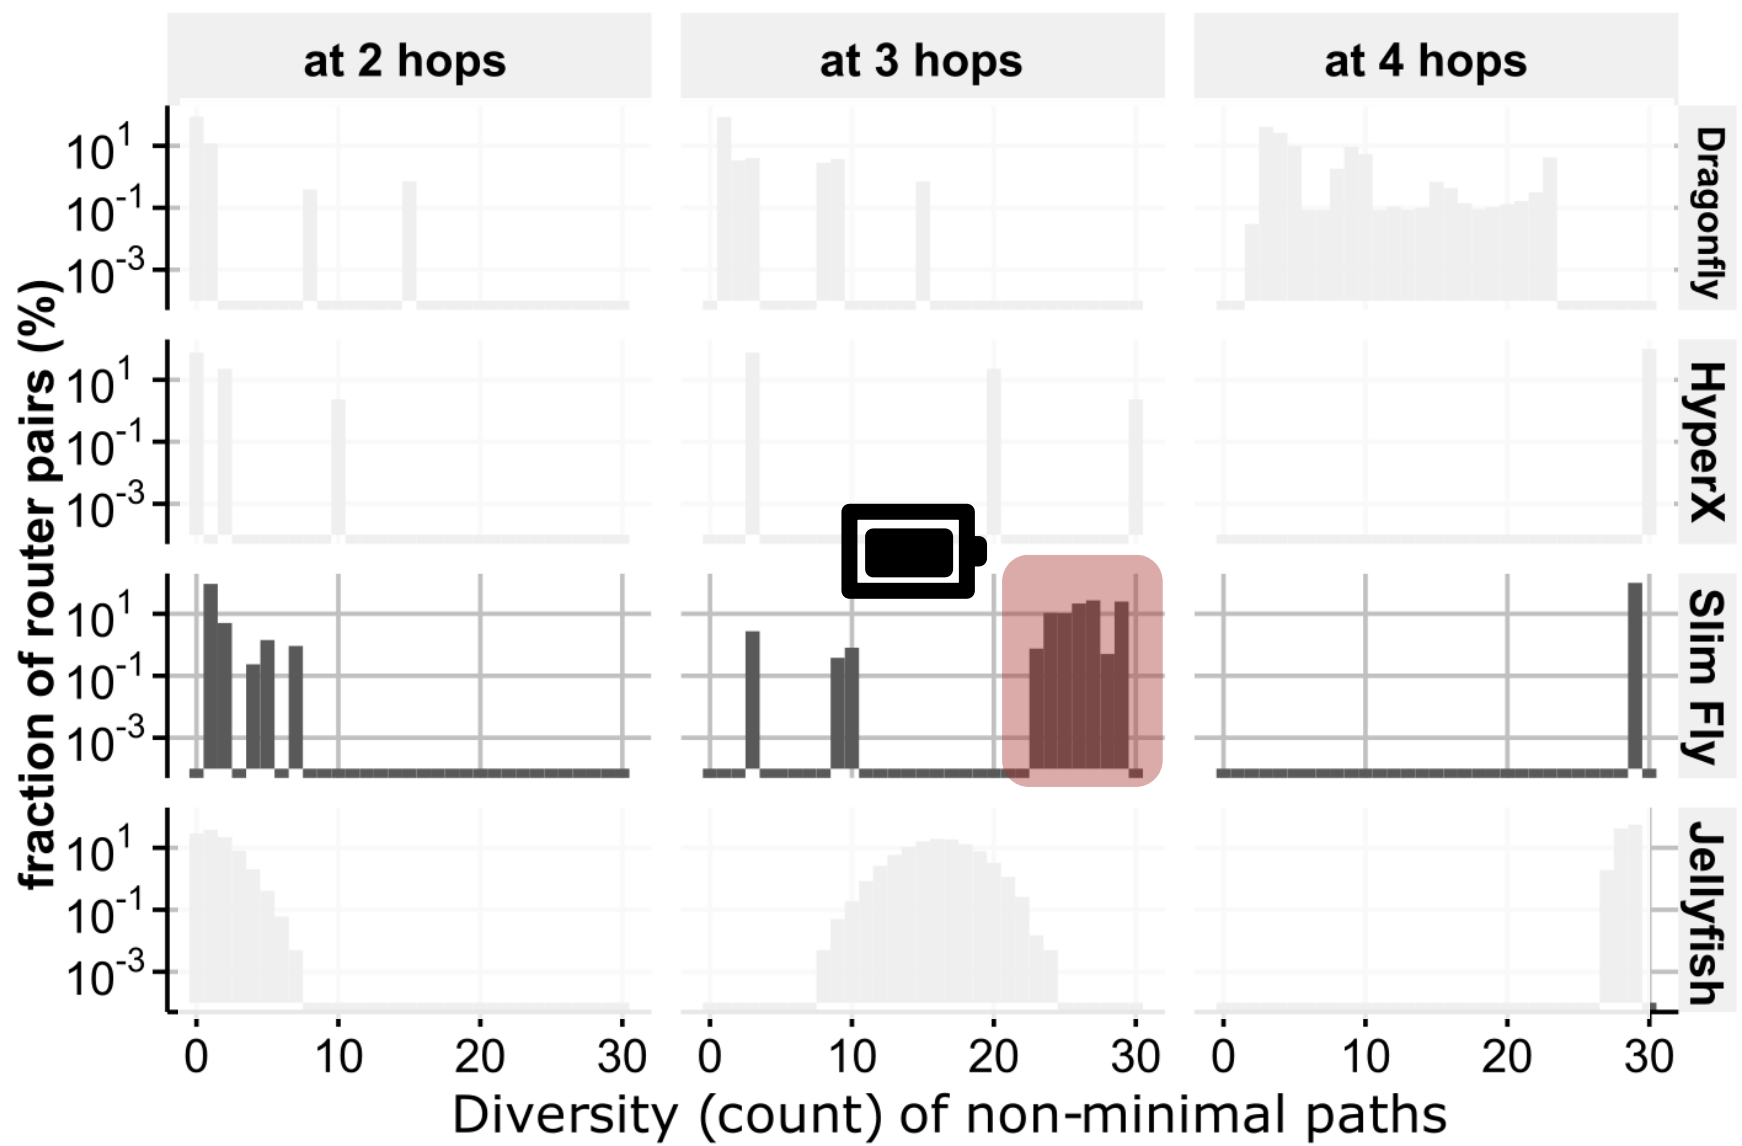 at 2 hops at 3 hops at 4 hops
fraction of router pairs (%)
10^1
10^-1
10^-3
Dragonfly
10^1
10^-1
10^-3
HyperX
10^1
10^-1
10^-3
Slim Fly
10^1
10^-1
10^-3
Jellyfish
0 10 20 30 0 10 20 30 0 10 20 30
Diversity (count) of non-minimal paths